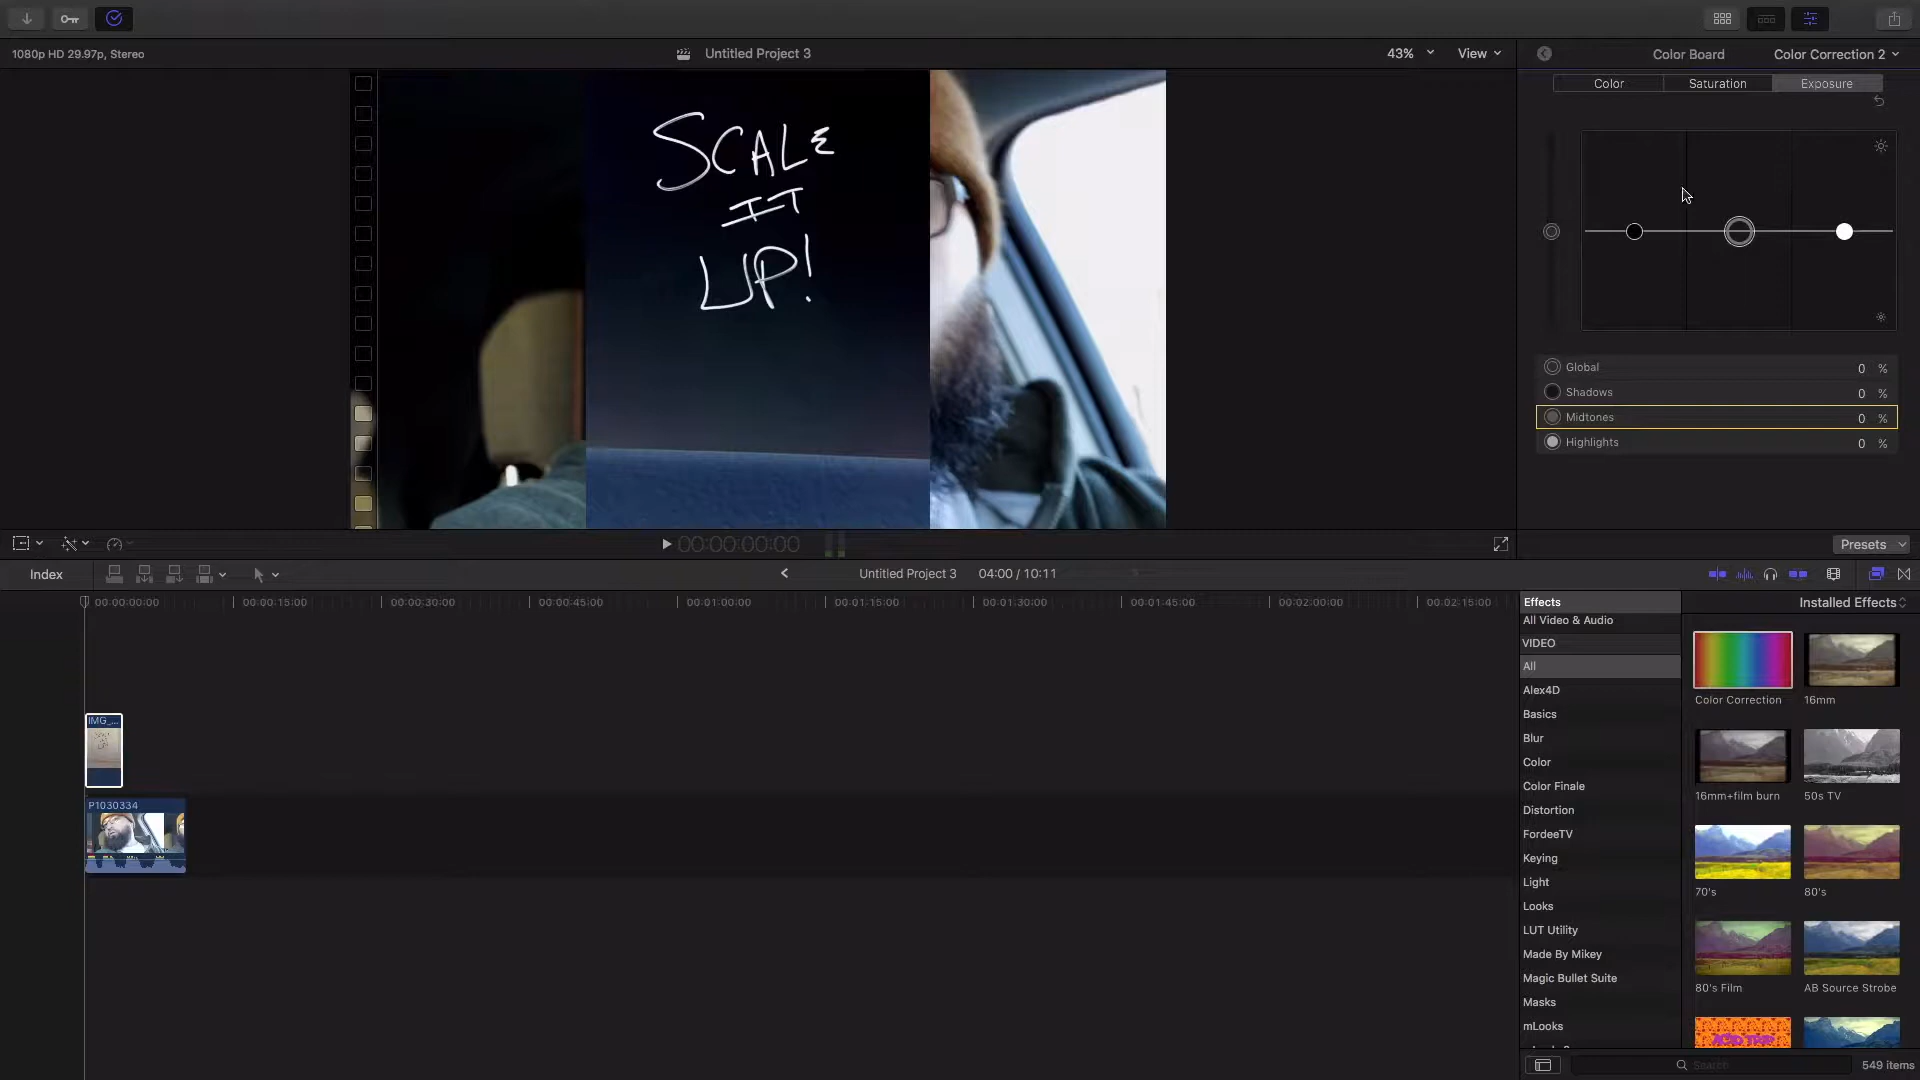 1080p HD 29.97p, Stereo
Untitled Project 3
43%
View
Color Board
Color Correction 2
Color
Saturation
Exposure
SCALE
IT
UP!
Global 0 %
Shadows 0 %
Midtones 0 %
Highlights 0 %
00:00:00:00
Presets
Index
Untitled Project 3
04:00 / 10:11
00:00:00:00
00:00:15:00
00:00:30:00
00:00:45:00
00:01:00:00
00:01:15:00
00:01:30:00
00:01:45:00
00:02:00:00
00:02:15:00
IMG_...
P1030334
Effects
Installed Effects
All Video & Audio
VIDEO
All
Alex4D
Basics
Blur
Color
Color Finale
Distortion
FordeeTV
Keying
Light
Looks
LUT Utility
Made By Mikey
Magic Bullet Suite
Masks
mLooks
Color Correction
16mm
16mm+film burn
50s TV
70's
80's
80's Film
AB Source Strobe
ACID TRIP
Search
549 items